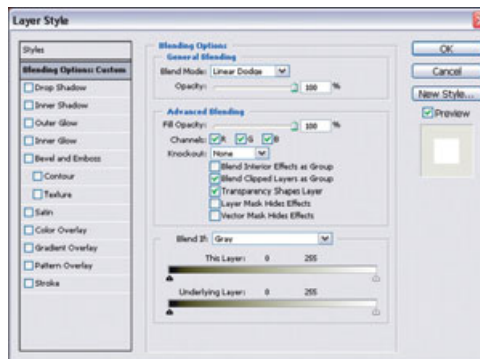 Layer Style
Styles
Blending Options: Custom
Drop Shadow
Inner Shadow
Outer Glow
Inner Glow
Bevel and Emboss
Contour
Texture
Satin
Color Overlay
Gradient Overlay
Pattern Overlay
Stroke
Blending Options
General Blending
Blend Mode: Linear Dodge
Opacity: 100 %
Advanced Blending
Fill Opacity: 100 %
Channels: R G B
Knockout: None
Blend Interior Effects as Group
Blend Clipped Layers as Group
Transparency Shapes Layer
Layer Mask Hides Effects
Vector Mask Hides Effects
Blend If: Gray
This Layer: 0 255
Underlying Layer: 0 255
OK
Cancel
New Style...
Preview